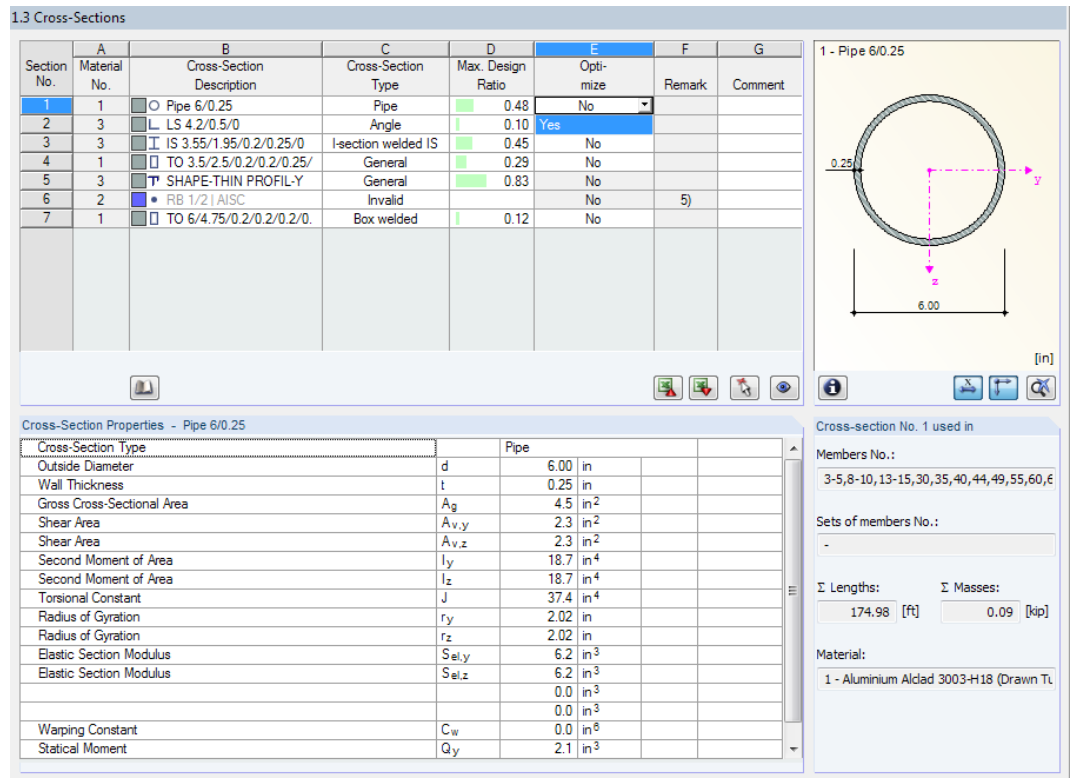 1.3 Cross-Sections
A B C D E F G
Section Material Cross-Section Cross-Section Max. Design Opti-
No. No. Description Type Ratio mize Remark Comment
1 1 Pipe 6/0.25 Pipe 0.48 No
2 3 LS 4.2/0.5/0 Angle 0.10 Yes
3 3 IS 3.55/1.95/0.2/0.25/0 I-section welded IS 0.45 No
4 1 TO 3.5/2.5/0.2/0.2/0.25/ General 0.29 No
5 3 SHAPE-THIN PROFIL-Y General 0.83 No
6 2 RB 1/2 | AISC Invalid No 5)
7 1 TO 6/4.75/0.2/0.2/0.2/0. Box welded 0.12 No
1 - Pipe 6/0.25
0.25
y
z
6.00
[in]
Cross-Section Properties - Pipe 6/0.25
Cross-Section Type Pipe
Outside Diameter d 6.00 in
Wall Thickness t 0.25 in
Gross Cross-Sectional Area Ag 4.5 in2
Shear Area Av,y 2.3 in2
Shear Area Av,z 2.3 in2
Second Moment of Area Iy 18.7 in4
Second Moment of Area Iz 18.7 in4
Torsional Constant J 37.4 in4
Radius of Gyration ry 2.02 in
Radius of Gyration rz 2.02 in
Elastic Section Modulus Sel,y 6.2 in3
Elastic Section Modulus Sel,z 6.2 in3
0.0 in3
0.0 in3
Warping Constant Cw 0.0 in6
Statical Moment Qy 2.1 in3
Cross-section No. 1 used in
Members No.:
3-5,8-10,13-15,30,35,40,44,49,55,60,6
Sets of members No.:
-
Σ Lengths: Σ Masses:
174.98 [ft] 0.09 [kip]
Material:
1 - Aluminium Alclad 3003-H18 (Drawn Tu